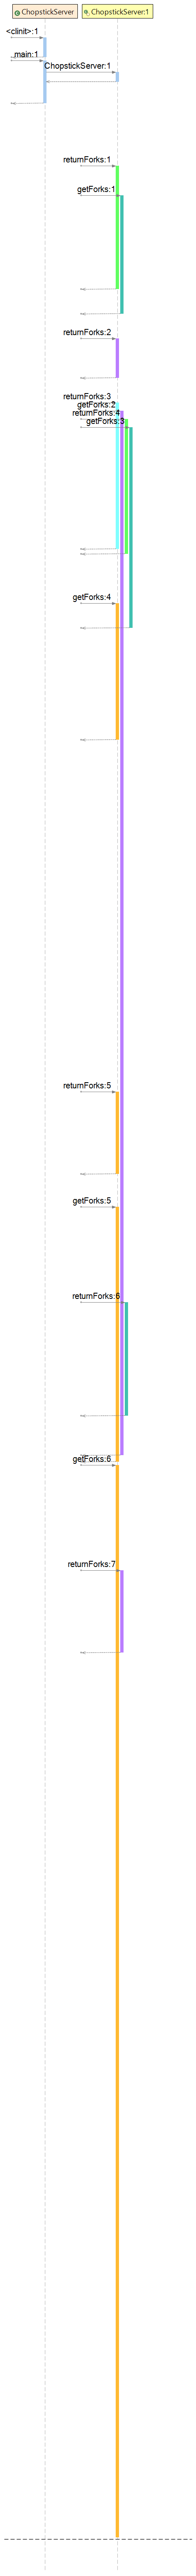 ChopstickServer
ChopstickServer:1
<clinit>:1
main:1
ChopstickServer:1
returnForks:1
getForks:1
returnForks:2
returnForks:3
getForks:2
returnForks:4
getForks:3
getForks:4
returnForks:5
getForks:5
returnForks:6
getForks:6
returnForks:7